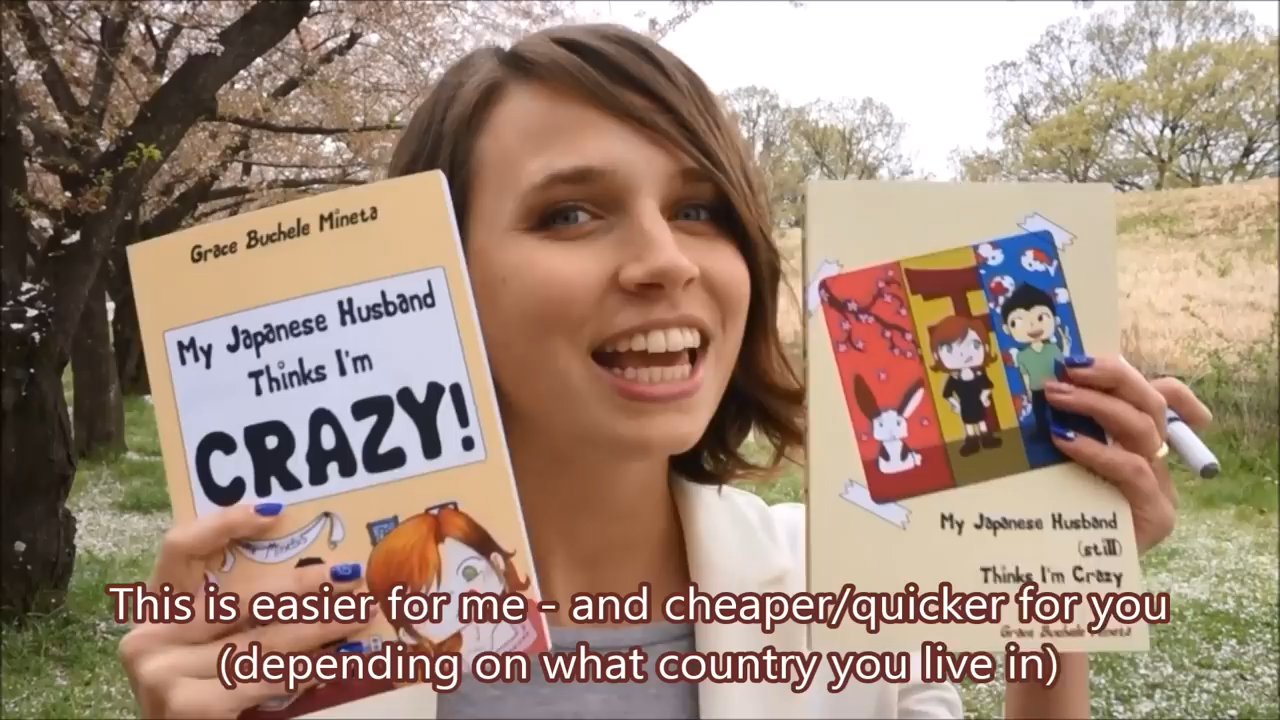 Grace Buchele Mineta
My Japanese Husband
Thinks I'm
CRAZY!
My Japanese Husband
(still)
Thinks I'm Crazy
Grace Buchele Mineta
This is easier for me - and cheaper/quicker for you
(depending on what country you live in)